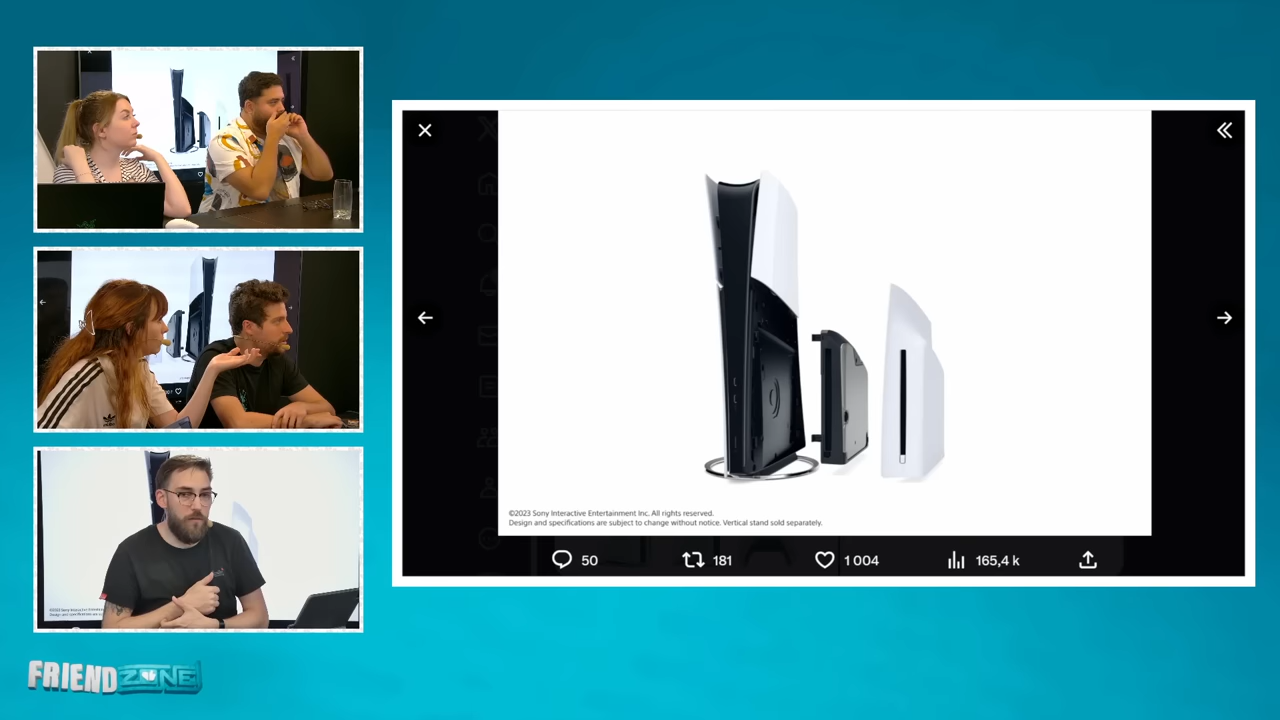 ©2023 Sony Interactive Entertainment Inc. All rights reserved.
Design and specifications are subject to change without notice. Vertical stand sold separately.
50
181
1 004
165,4 k
FRIENDZONE